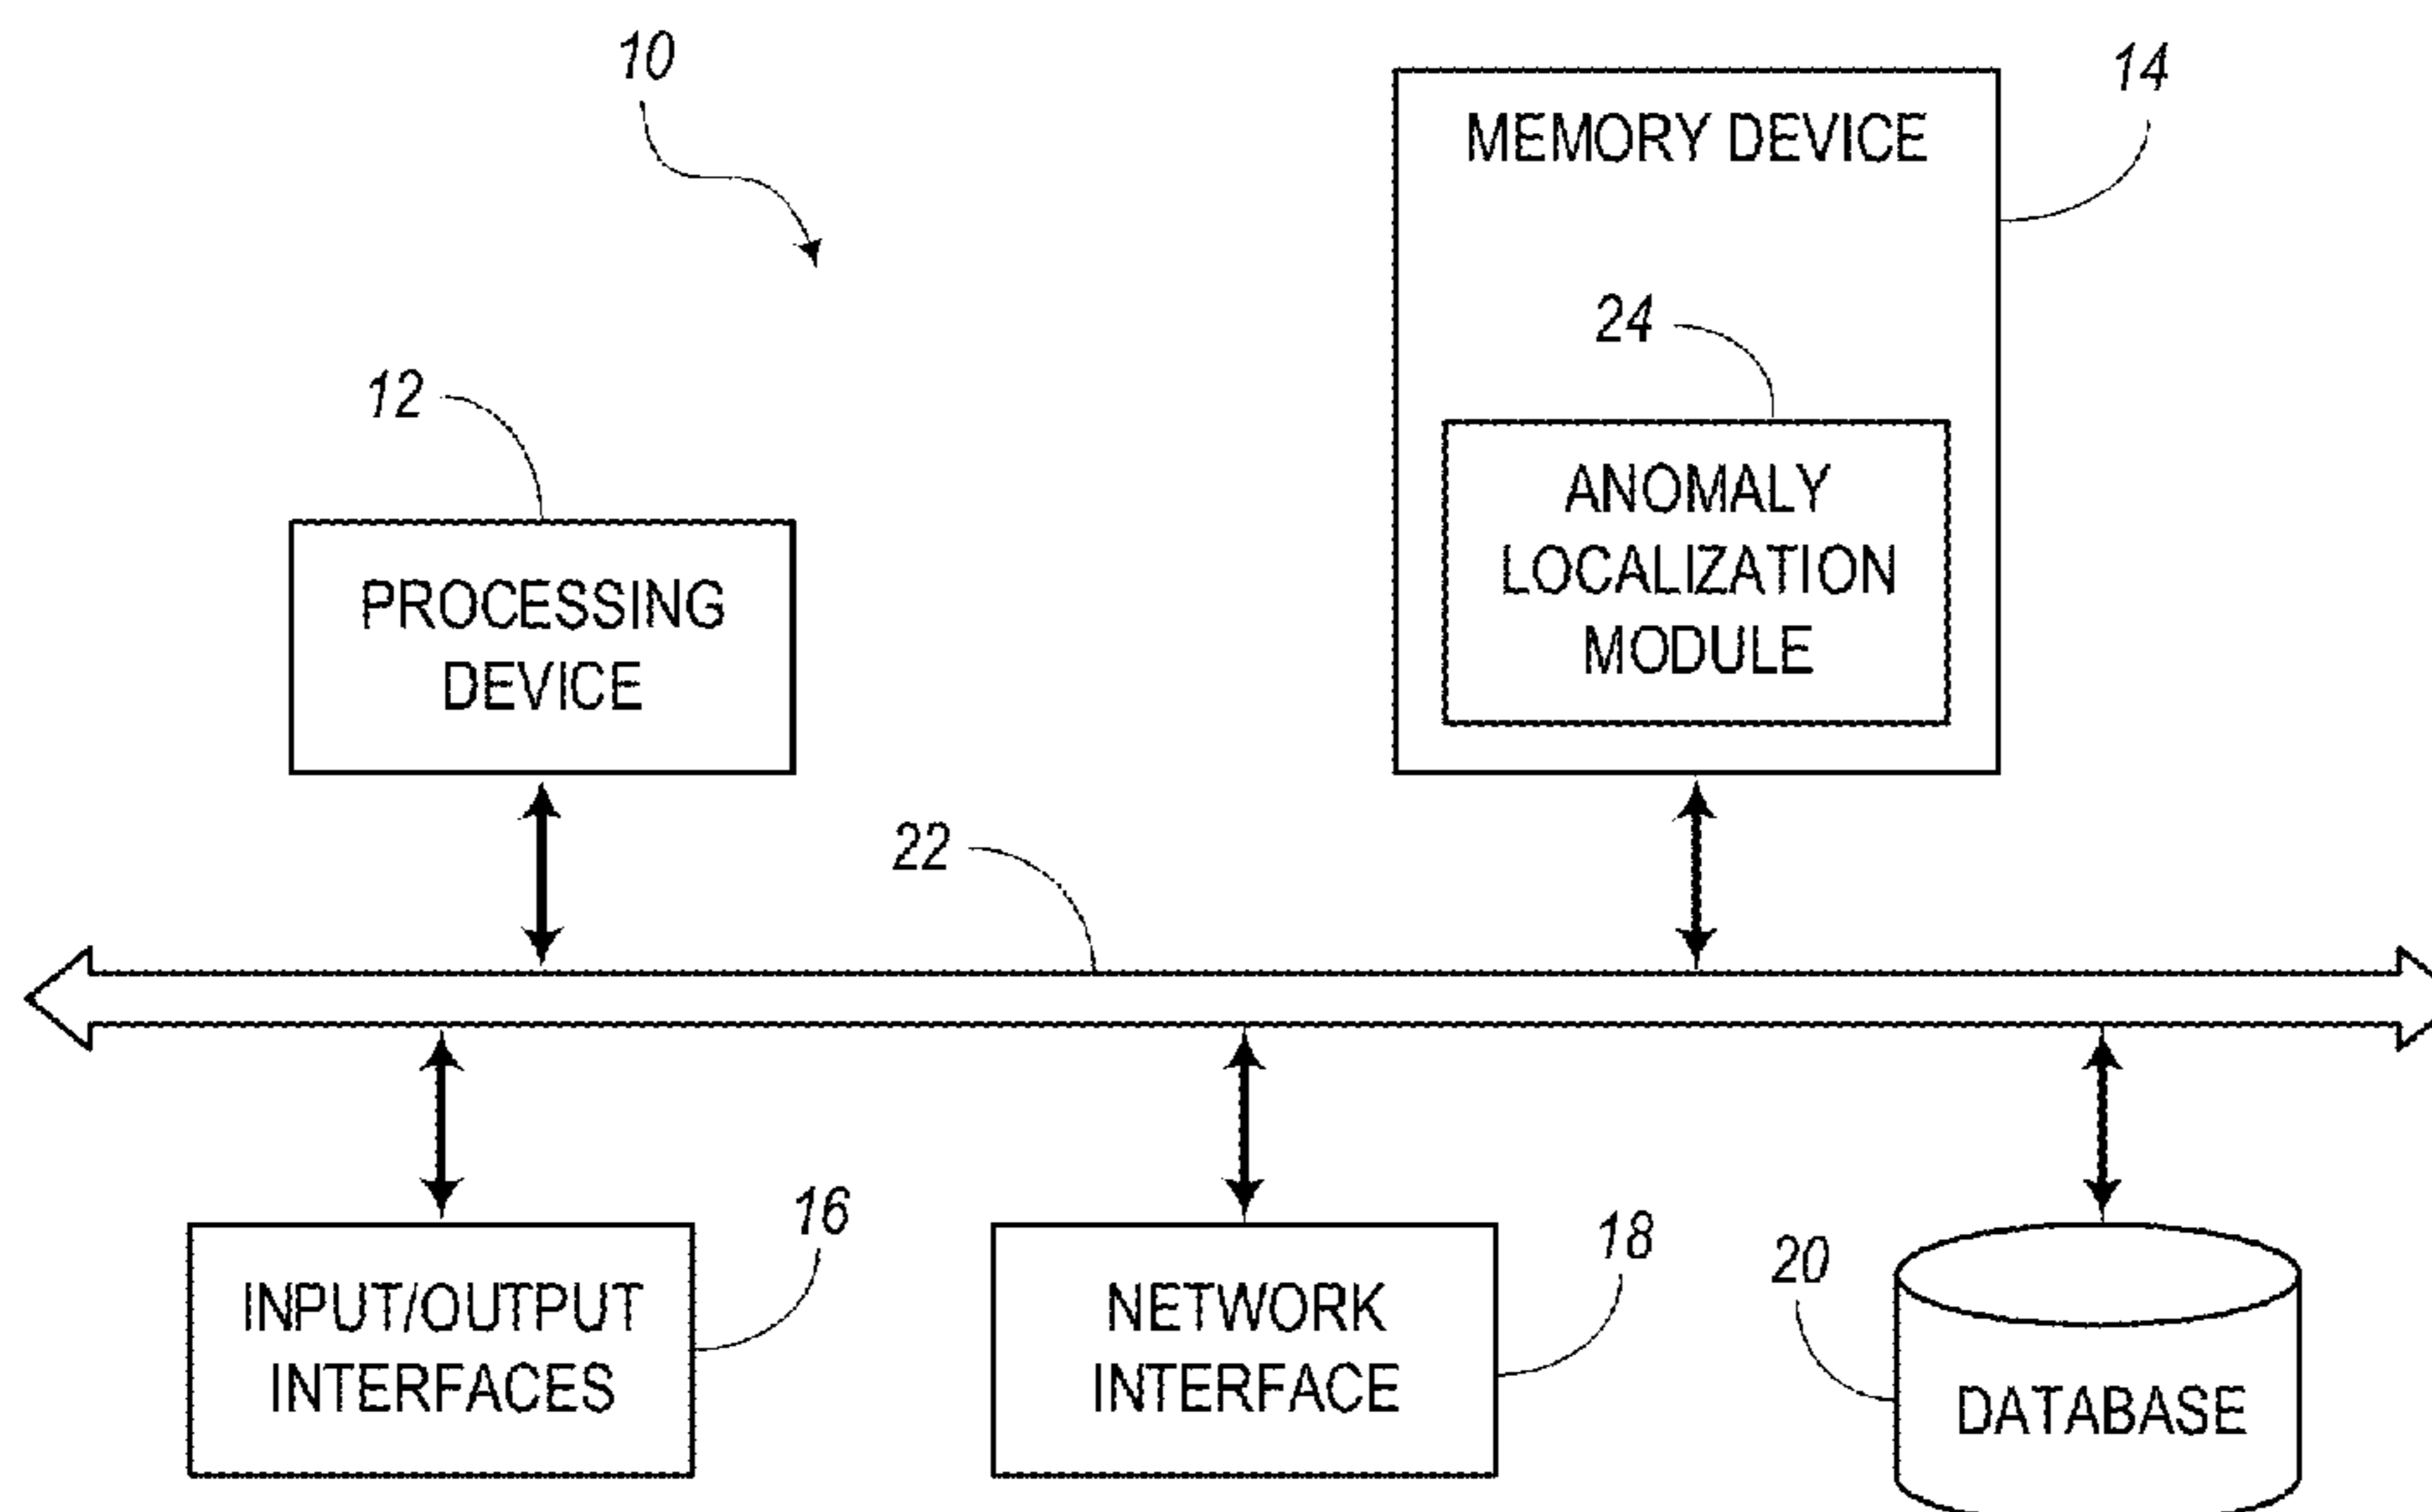 10
14
MEMORY DEVICE
24
12
ANOMALY
LOCALIZATION
MODULE
PROCESSING
DEVICE
22
16
18
20
INPUT/OUTPUT
INTERFACES
NETWORK
INTERFACE
DATABASE